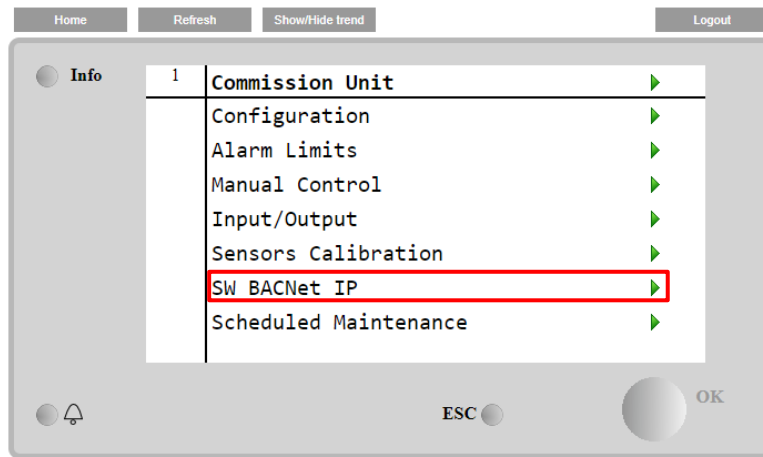 Home Refresh Show/Hide trend Logout
Info
1 Commission Unit
Configuration
Alarm Limits
Manual Control
Input/Output
Sensors Calibration
SW BACNet IP
Scheduled Maintenance
ESC OK